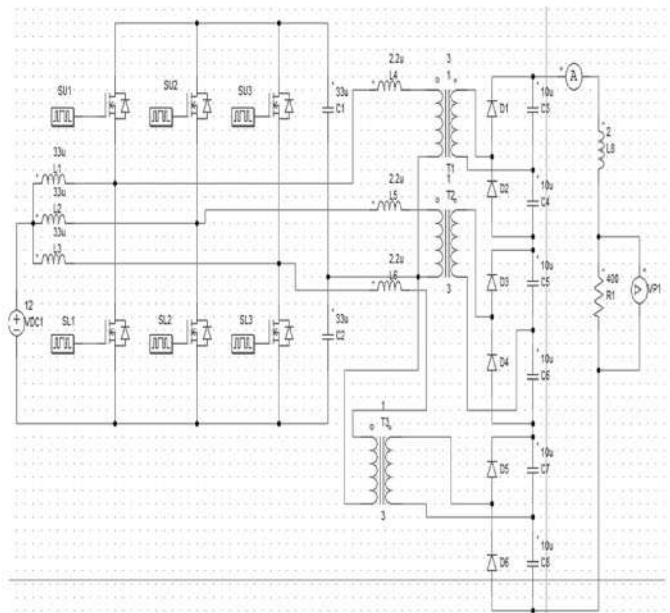 SU1
SU2
SU3
33u
C1
2.2u
L4
3
1
T1
D1
D2
10u
C3
10u
C4
A
2
L8
33u
L1
33u
L2
33u
L3
2.2u
L5
1
T2
3
2.2u
L6
D3
D4
10u
C5
10u
C6
400
R1
V
VP1
12
VDC1
SL1
SL2
SL3
33u
C2
1
T3
3
D5
D6
10u
C7
10u
C8